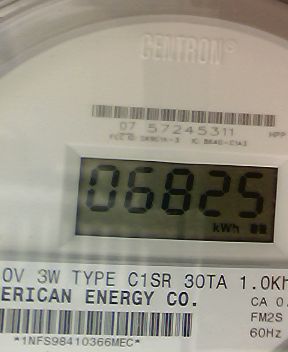 CENTRON®
07 57245311
06825
kWh
0V 3W TYPE C1SR 30TA 1.0Kh
ERICAN ENERGY CO.
CA 0.
FM2S
60Hz
*1NFS98410366MEC*